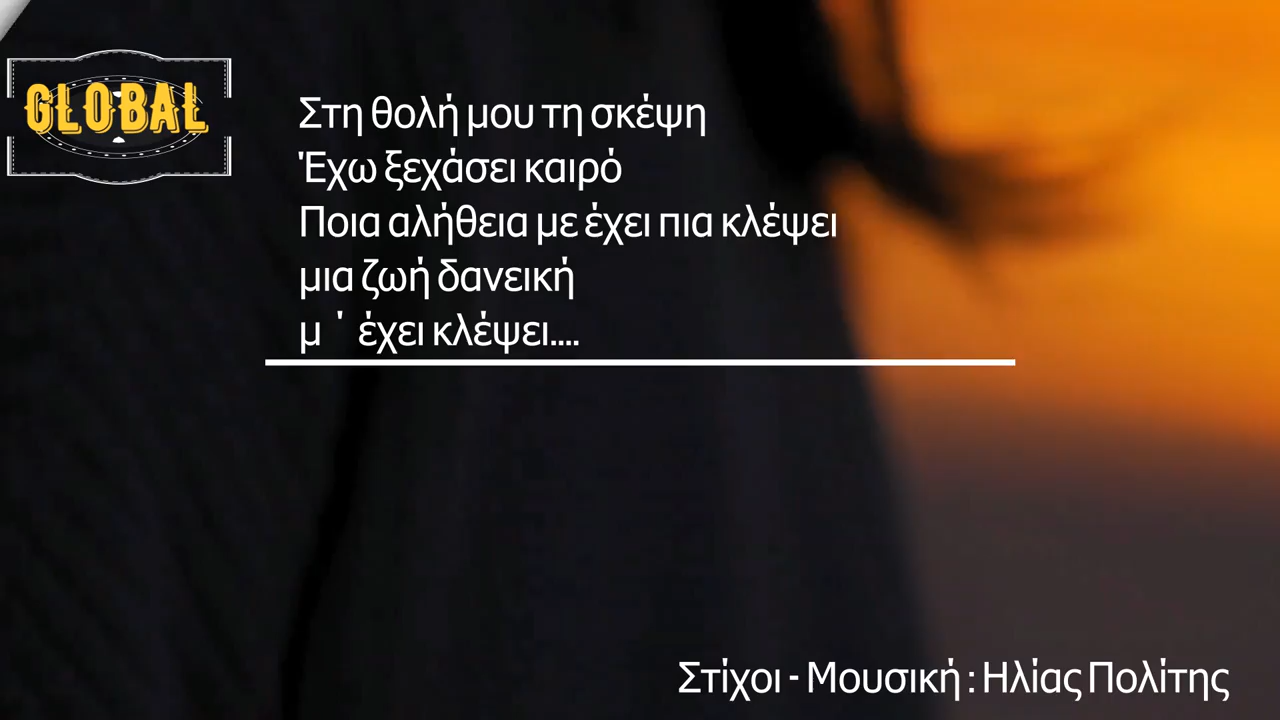 GLOBAL
Στη θολή μου τη σκέψη
Έχω ξεχάσει καιρό
Ποια αλήθεια με έχει πια κλέψει
μια ζωή δανεική
μ ΄ έχει κλέψει....
Στίχοι - Μουσική : Ηλίας Πολίτης